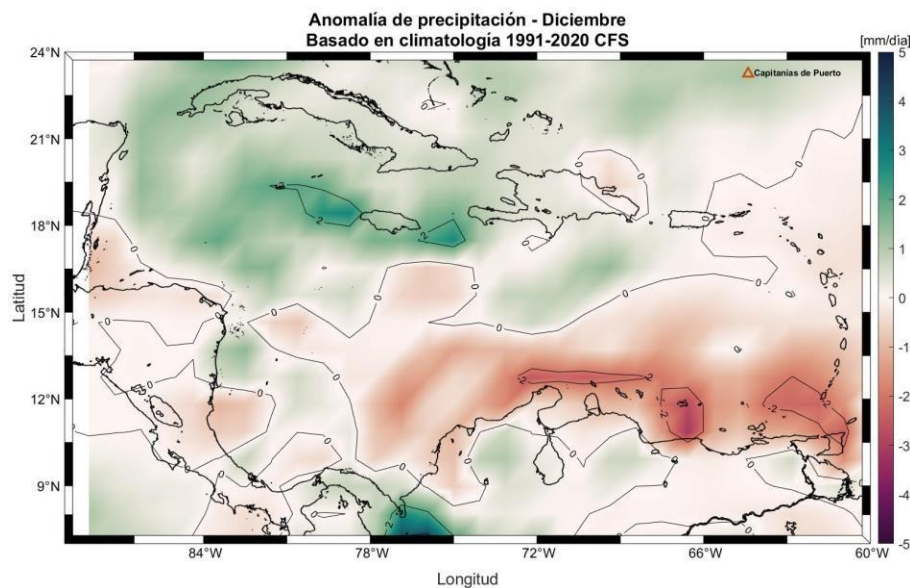 Anomalía de precipitación - Diciembre
Basado en climatología 1991-2020 CFS
[mm/día]
Capitanías de Puerto
24°N
21°N
18°N
15°N
12°N
9°N
Latitud
84°W
78°W
72°W
66°W
60°W
Longitud
5
4
3
2
1
0
-1
-2
-3
-4
-5